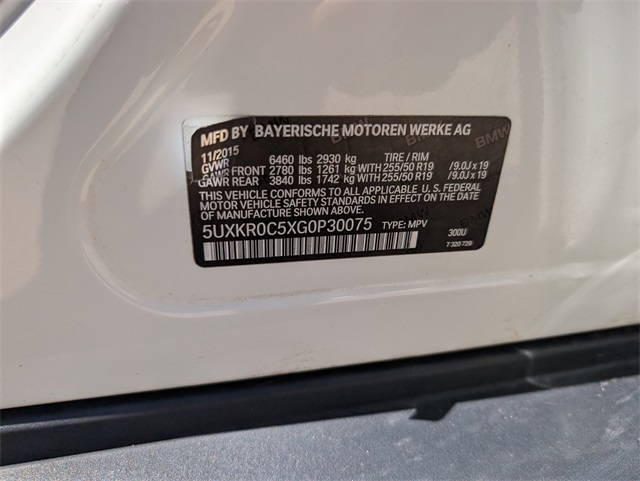 MFD BY BAYERISCHE MOTOREN WERKE AG
11/2015
GVWR 6460 lbs 2930 kg TIRE / RIM
GAWR FRONT 2780 lbs 1261 kg WITH 255/50 R19 / 9.0J x 19
GAWR REAR 3840 lbs 1742 kg WITH 255/50 R19 / 9.0J x 19
THIS VEHICLE CONFORMS TO ALL APPLICABLE U. S. FEDERAL
MOTOR VEHICLE SAFETY STANDARDS IN EFFECT ON THE
DATE OF MANUFACTURE SHOWN ABOVE.
5UXKR0C5XG0P30075 TYPE: MPV 300U
7 320 729
BMW